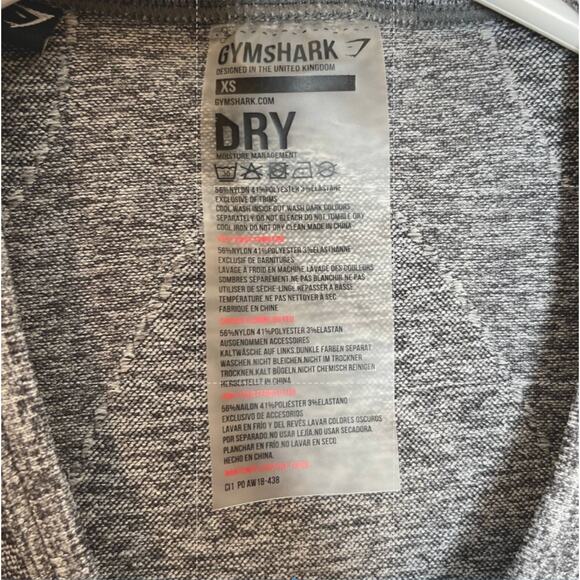 GYMSHARK
DESIGNED IN THE UNITED KINGDOM
XS
GYMSHARK.COM
DRY
MOISTURE MANAGEMENT
56%NYLON 41%POLYESTER 3%ELASTANE
EXCLUSIVE OF TRIMS
COOL WASH INSIDE OUT.WASH DARK COLOURS
SEPARATELY.DO NOT BLEACH.DO NOT TUMBLE DRY
COOL IRON.DO NOT DRY CLEAN.MADE IN CHINA
56%NYLON 41%POLYESTER 3%ELASTHANNE
EXCLUSIF DE GARNITURES
LAVAGE À FROID EN MACHINE.LAVAGE DES COULEURS
SOMBRES SÉPARÉMENT.NE PAS BLANCHIR.NE PAS
UTILISER DE SÈCHE-LINGE.REPASSER À BASSE
TEMPÉRATURE.NE PAS NETTOYER À SEC
FABRIQUÉ EN CHINE
56%NYLON 41%POLYESTER 3%ELASTAN
AUSGENOMMEN ACCESSOIRES
KALTWÄSCHE AUF LINKS.DUNKLE FARBEN SEPARAT
WASCHEN.NICHT BLEICHEN.NICHT IM TROCKNER
TROCKNEN.KALT BÜGELN.NICHT CHEMISCH REINIGEN
HERGESTELLT IN CHINA
56%NAILON 41%POLIÉSTER 3%ELASTANO
EXCLUSIVO DE ACCESORIOS
LAVAR EN FRÍO Y DEL REVÉS.LAVAR COLORES OSCUROS
POR SEPARADO.NO USAR LEJÍA.NO USAR SECADORA.
PLANCHAR EN FRÍO.NO LAVAR EN SECO
HECHO EN CHINA.
CI1 PO AW18-438